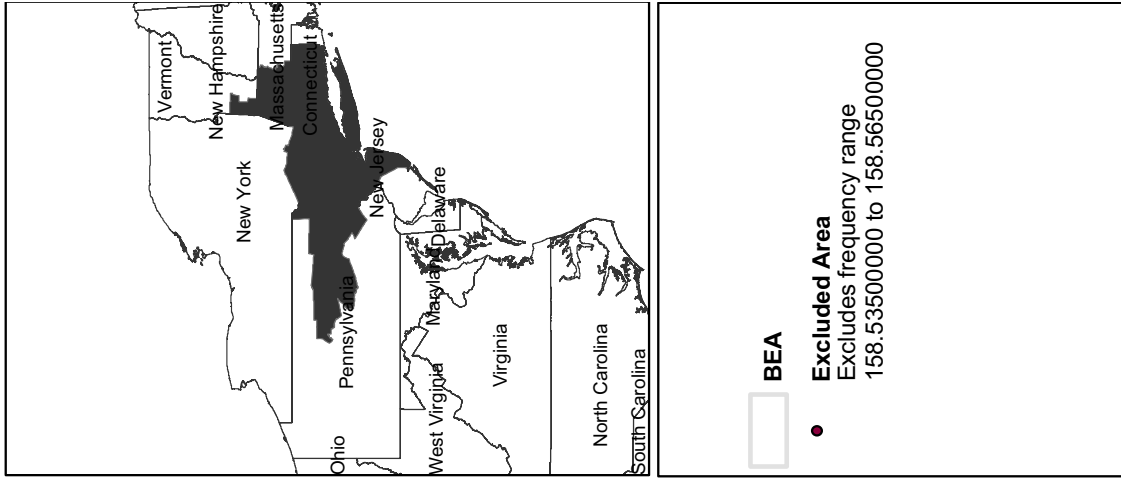 Vermont
New Hampshire
Massachusetts
Connecticut
New York
New Jersey
Pennsylvania
Maryland
Delaware
Ohio
West Virginia
Virginia
North Carolina
South Carolina
BEA
Excluded Area
Excludes frequency range
158.53500000 to 158.56500000